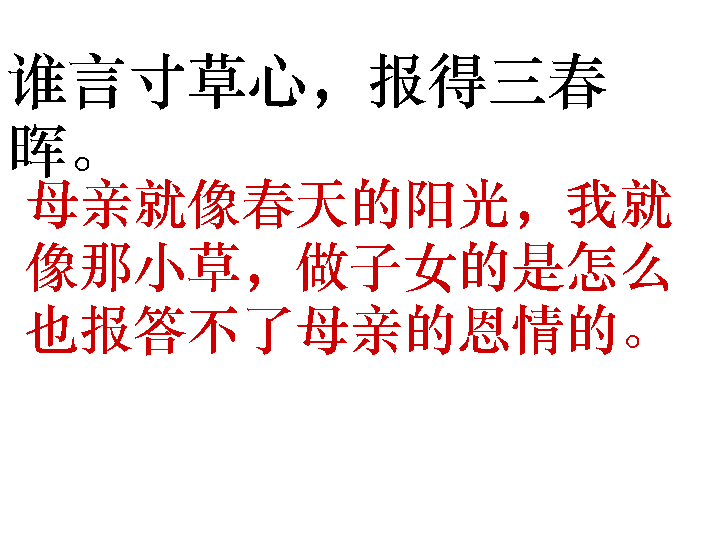 谁言寸草心，报得三春
晖。
母亲就像春天的阳光，我就
像那小草，做子女的是怎么
也报答不了母亲的恩情的。